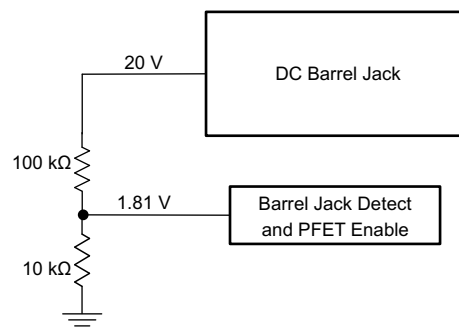 20 V
DC Barrel Jack
100 kΩ
1.81 V
Barrel Jack Detect
and PFET Enable
10 kΩ